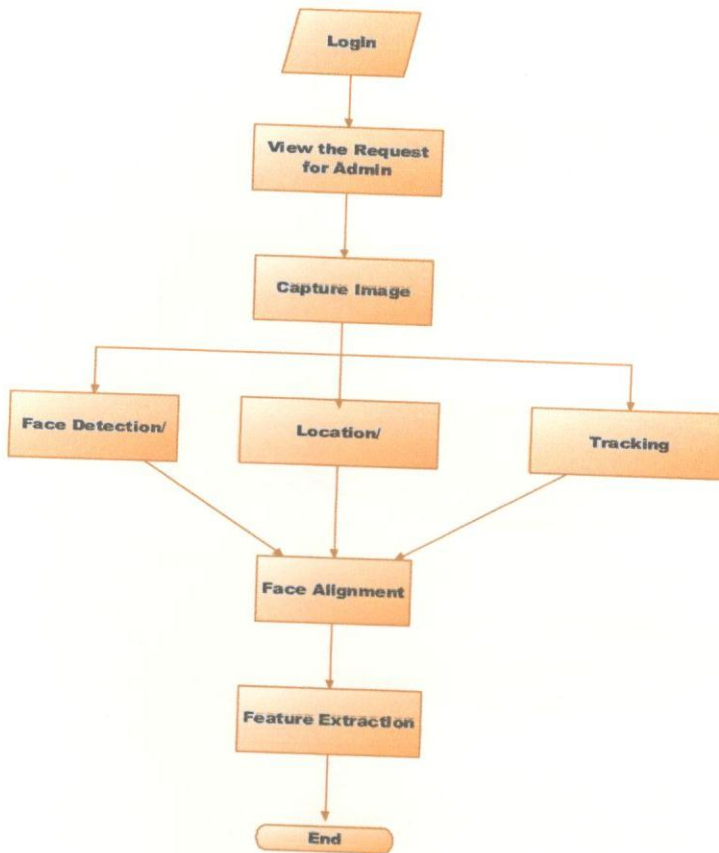 LogIn
View the Request
for Admin
Capture Image
Face Detection/
Location/
Tracking
Face Alignment
Feature Extraction
End